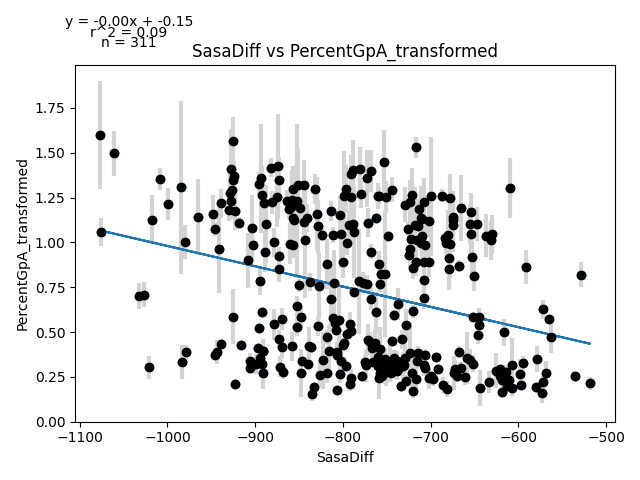 y = -0.00x + -0.15
r^2 = 0.09
n = 311
SasaDiff vs PercentGpA_transformed
PercentGpA_transformed
1.75
1.50
1.25
1.00
0.75
0.50
0.25
0.00
−1100 −1000 −900 −800 −700 −600 −500
SasaDiff